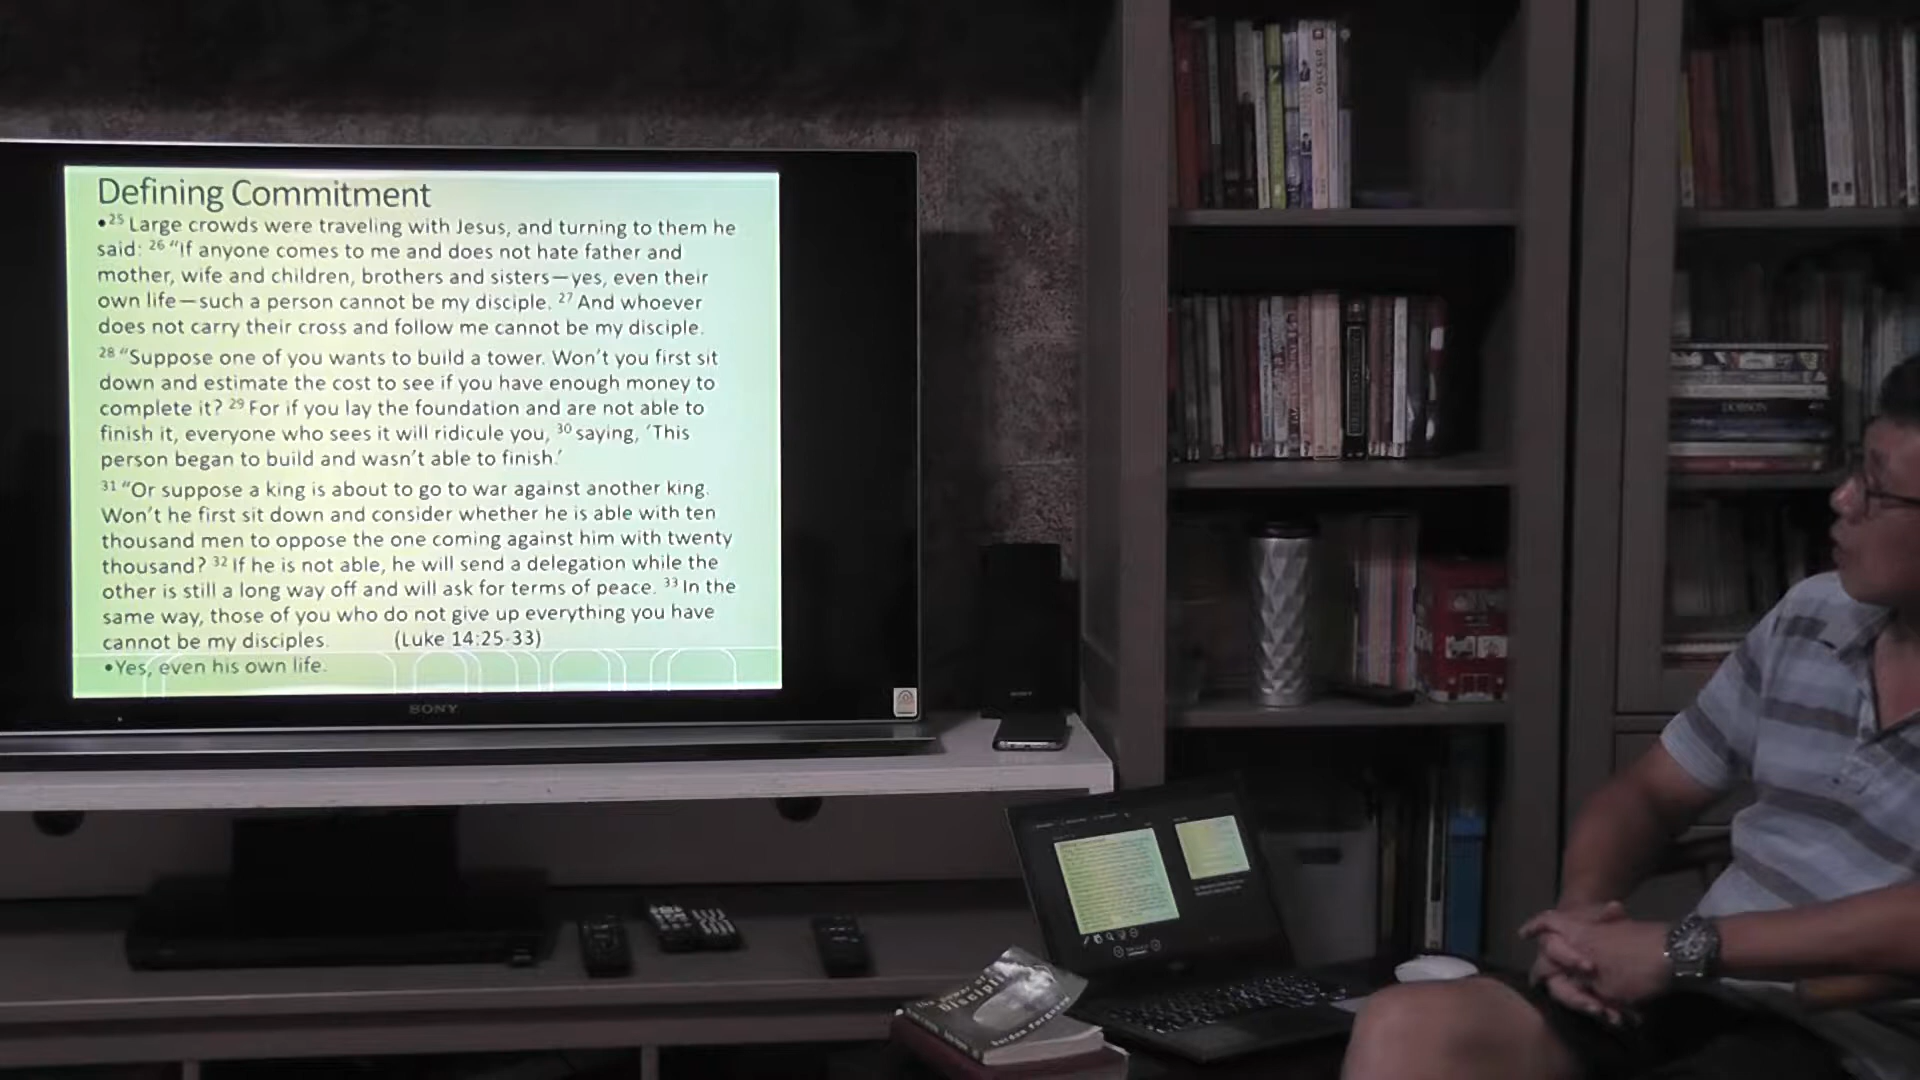 Defining Commitment
•25 Large crowds were traveling with Jesus, and turning to them he
said: 26 “If anyone comes to me and does not hate father and
mother, wife and children, brothers and sisters—yes, even their
own life—such a person cannot be my disciple. 27 And whoever
does not carry their cross and follow me cannot be my disciple.
28 “Suppose one of you wants to build a tower. Won’t you first sit
down and estimate the cost to see if you have enough money to
complete it? 29 For if you lay the foundation and are not able to
finish it, everyone who sees it will ridicule you, 30 saying, ‘This
person began to build and wasn’t able to finish.’
31 “Or suppose a king is about to go to war against another king.
Won’t he first sit down and consider whether he is able with ten
thousand men to oppose the one coming against him with twenty
thousand? 32 If he is not able, he will send a delegation while the
other is still a long way off and will ask for terms of peace. 33 In the
same way, those of you who do not give up everything you have
cannot be my disciples. (Luke 14:25-33)
•Yes, even his own life.
SONY
SONY
DOBSON